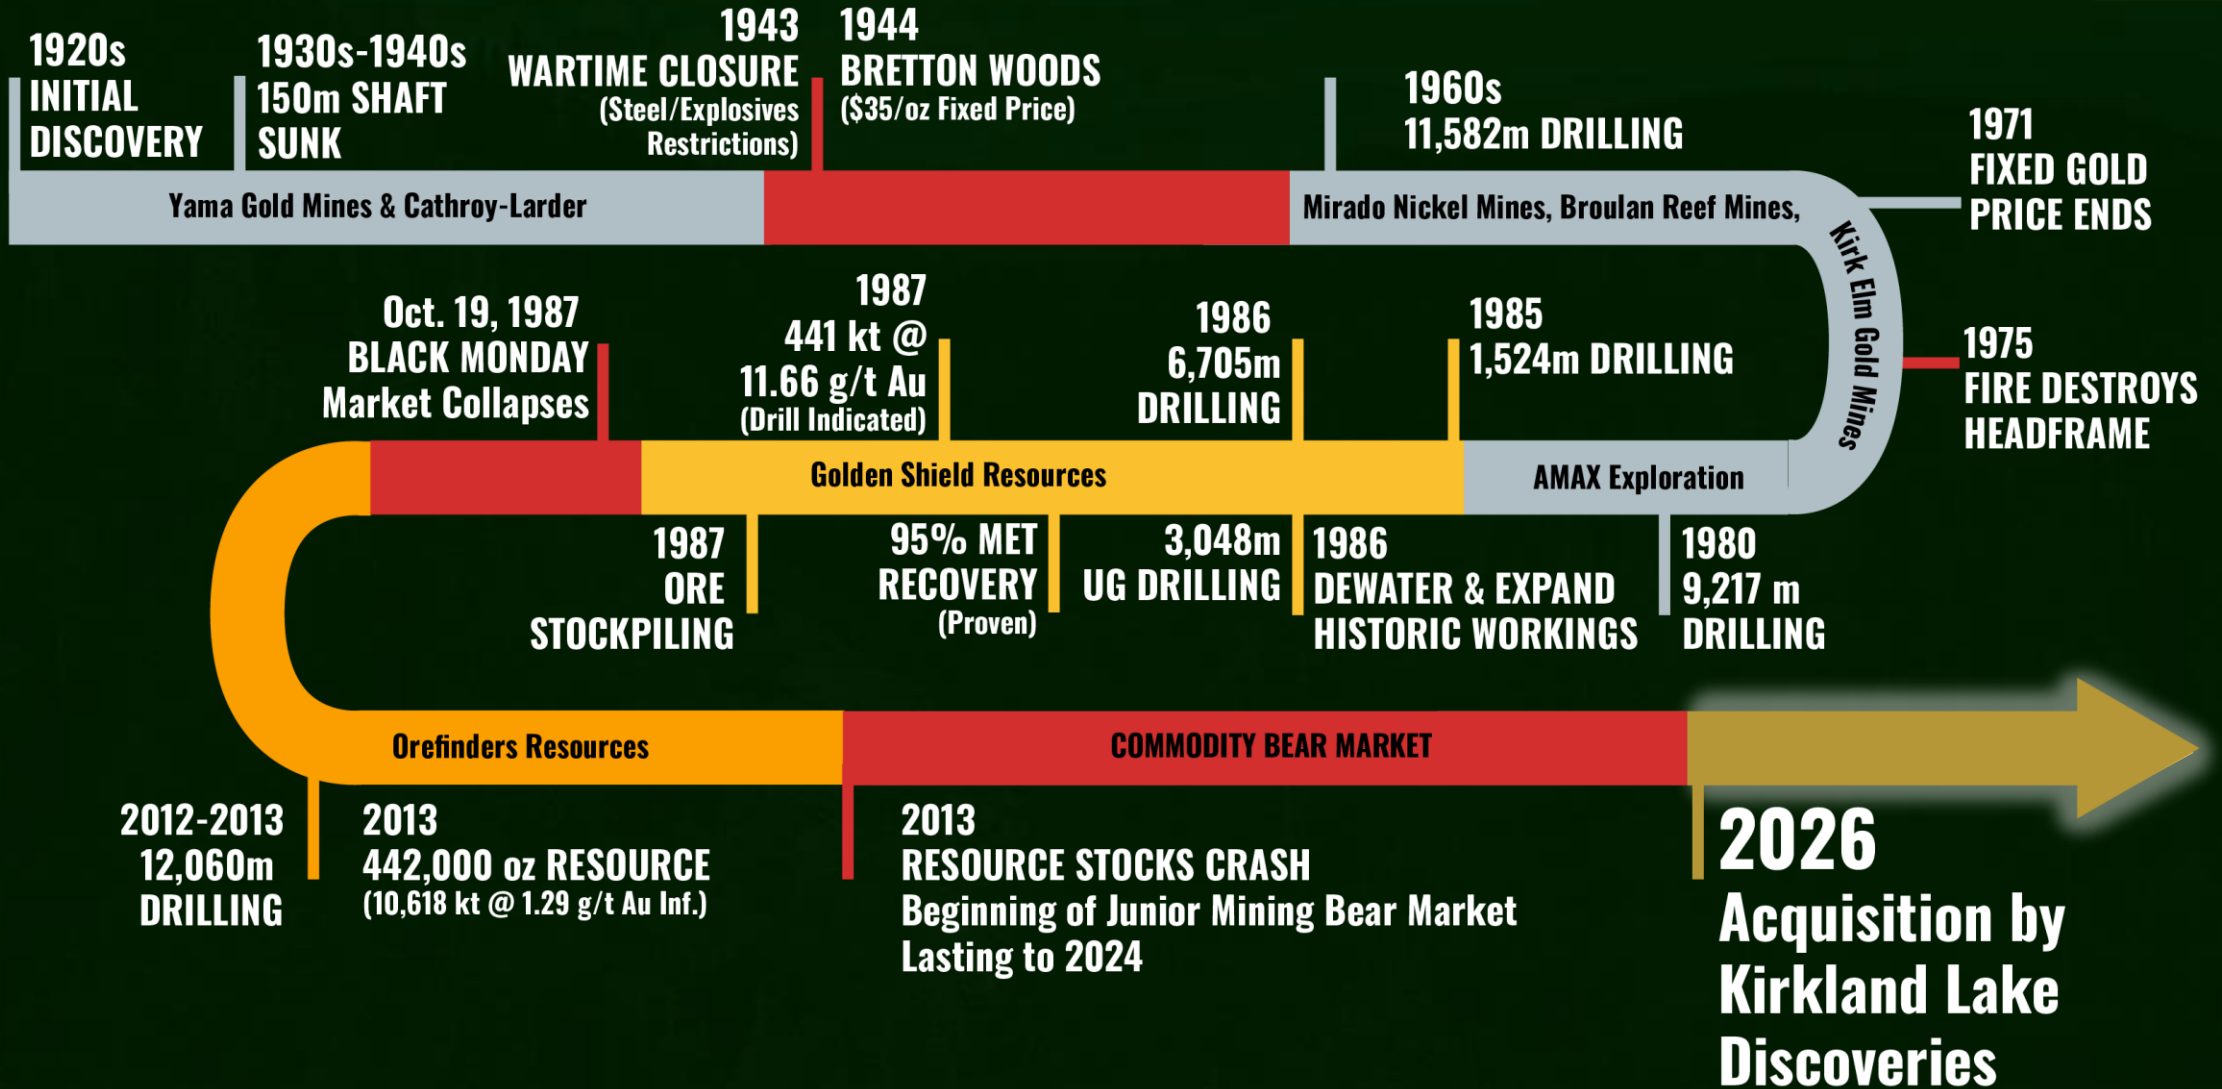 1920s
INITIAL
DISCOVERY
1930s-1940s
150m SHAFT
SUNK
1943
WARTIME CLOSURE
(Steel/Explosives
Restrictions)
1944
BRETTON WOODS
($35/oz Fixed Price)
1960s
11,582m DRILLING
1971
FIXED GOLD
PRICE ENDS
Yama Gold Mines & Cathroy-Larder
Mirado Nickel Mines, Broulan Reef Mines,
Kirk Elm Gold Mines
1975
FIRE DESTROYS
HEADFRAME
Oct. 19, 1987
BLACK MONDAY
Market Collapses
1987
441 kt @
11.66 g/t Au
(Drill Indicated)
1986
6,705m
DRILLING
1985
1,524m DRILLING
Golden Shield Resources
AMAX Exploration
1987
ORE
STOCKPILING
95% MET
RECOVERY
(Proven)
3,048m
UG DRILLING
1986
DEWATER & EXPAND
HISTORIC WORKINGS
1980
9,217 m
DRILLING
Orefinders Resources
COMMODITY BEAR MARKET
2012-2013
12,060m
DRILLING
2013
442,000 oz RESOURCE
(10,618 kt @ 1.29 g/t Au Inf.)
2013
RESOURCE STOCKS CRASH
Beginning of Junior Mining Bear Market
Lasting to 2024
2026
Acquisition by
Kirkland Lake
Discoveries